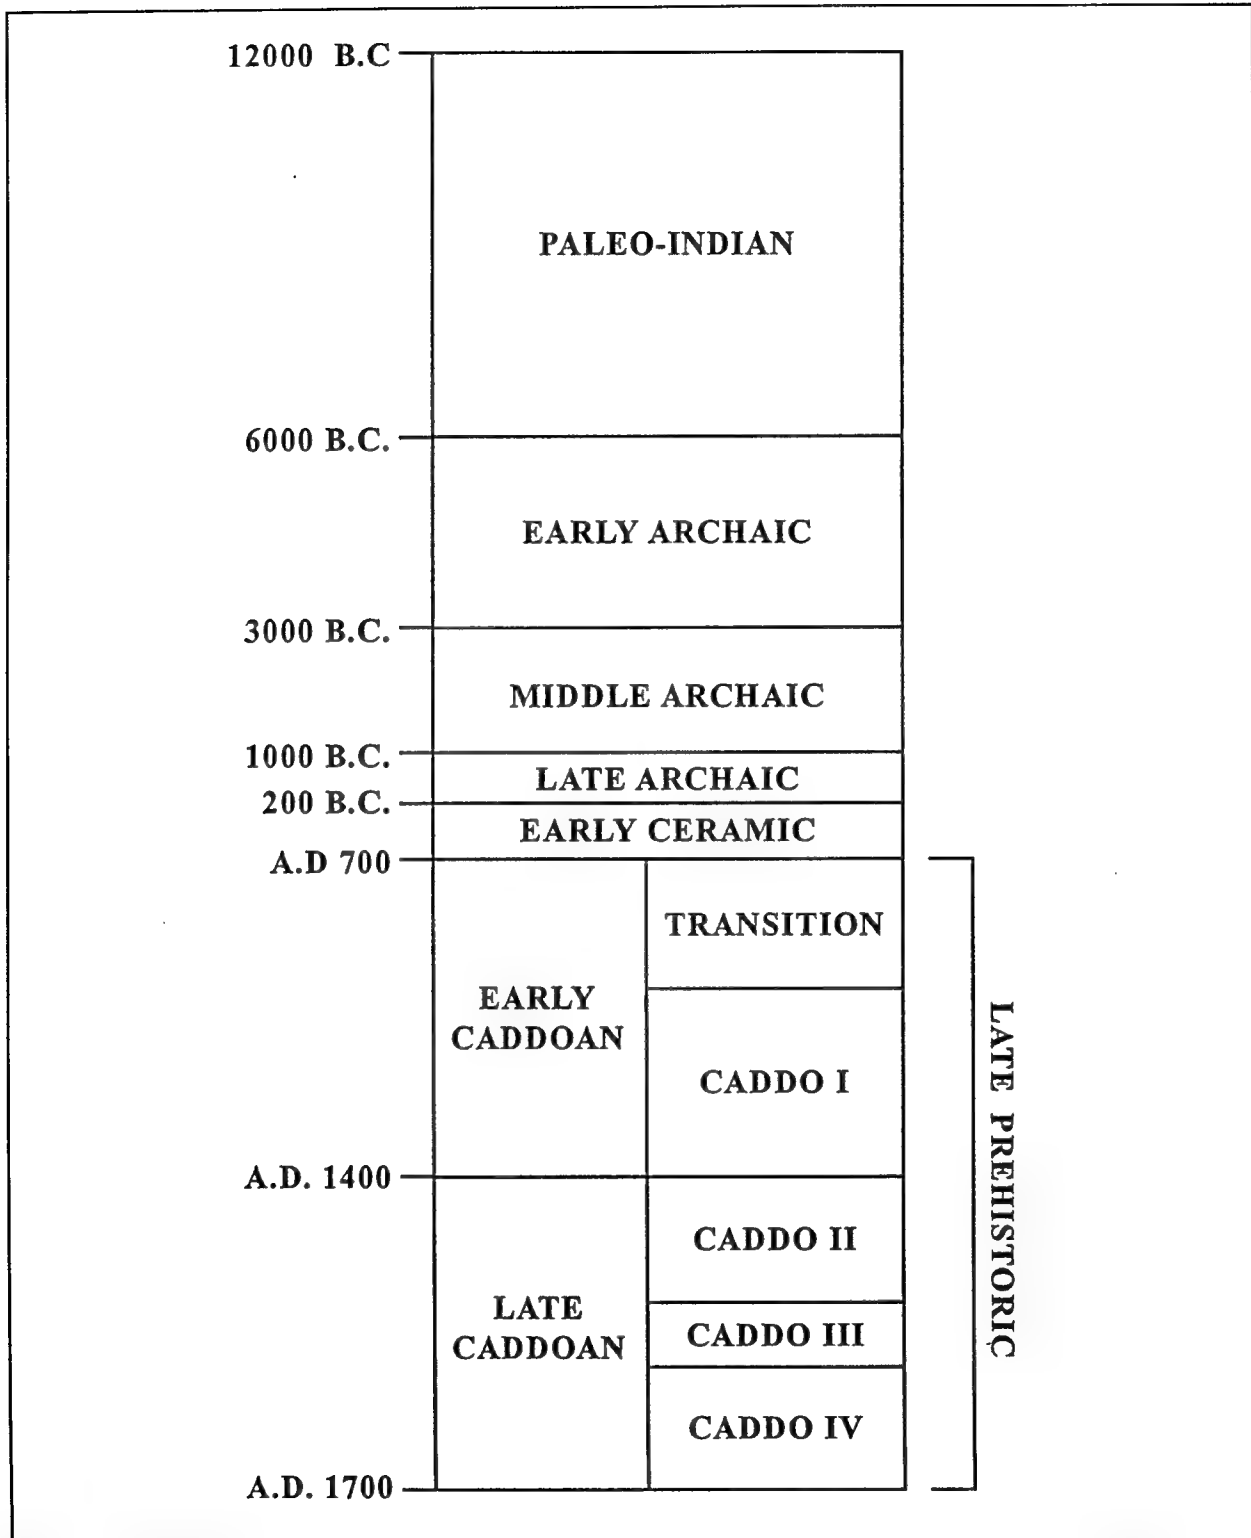 12000 B.C
PALEO-INDIAN
6000 B.C.
EARLY ARCHAIC
3000 B.C.
MIDDLE ARCHAIC
1000 B.C.
LATE ARCHAIC
200 B.C.
EARLY CERAMIC
A.D 700
TRANSITION
EARLY
CADDOAN
CADDO I
A.D. 1400
CADDO II
LATE
CADDOAN
CADDO III
CADDO IV
A.D. 1700
LATE PREHISTORIC